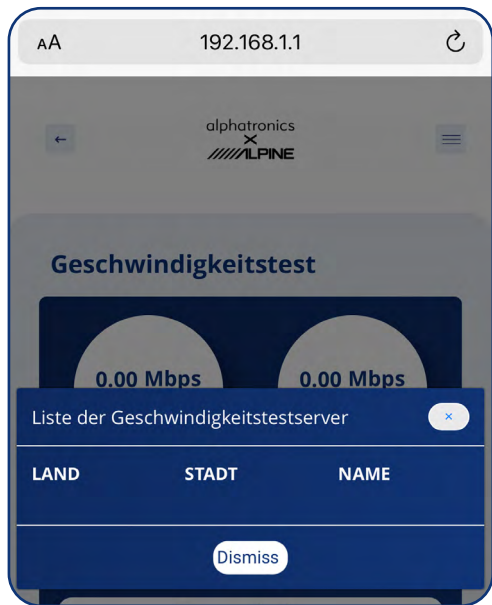 AA 192.168.1.1
alphatronics
×
ALPINE
Geschwindigkeitstest
0.00 Mbps 0.00 Mbps
Liste der Geschwindigkeitstestserver ×
LAND STADT NAME
Dismiss